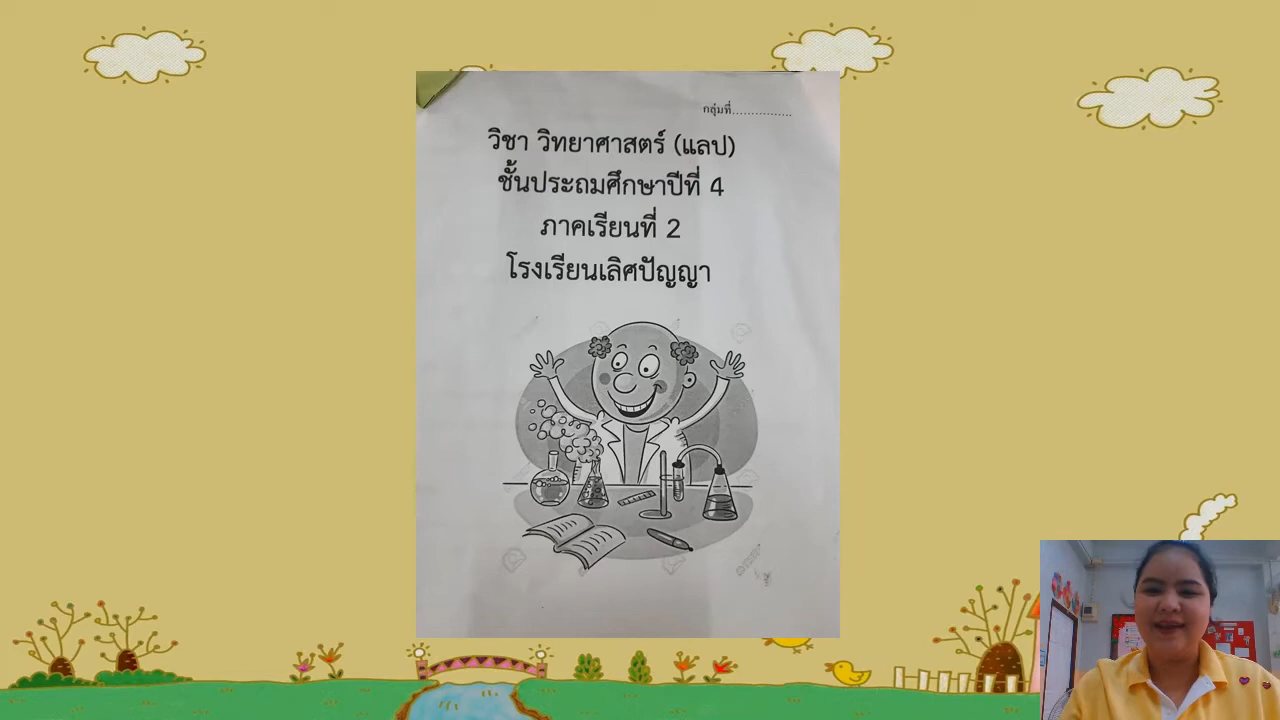 กลุ่มที่...............
วิชา วิทยาศาสตร์ (แลป)
ชั้นประถมศึกษาปีที่ 4
ภาคเรียนที่ 2
โรงเรียนเลิศปัญญา